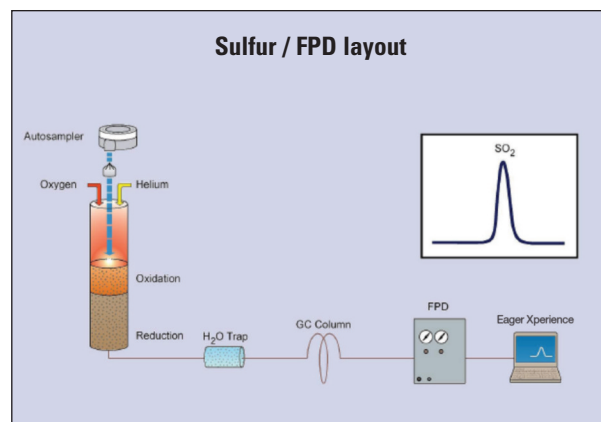 Sulfur / FPD layout
Autosampler
Oxygen
Helium
SO2
Oxidation
Reduction
H2O Trap
GC Column
FPD
Eager Xperience